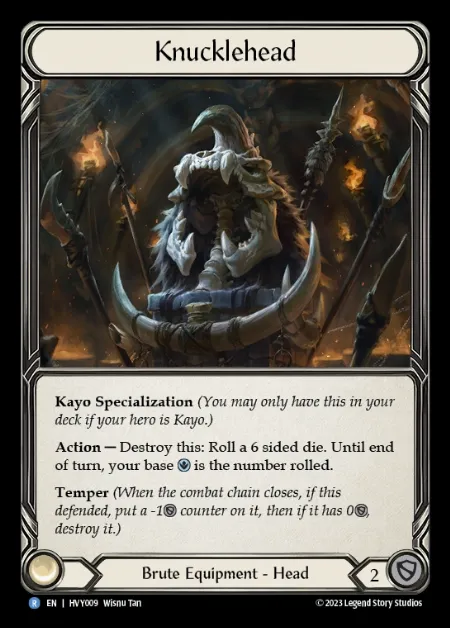 Knucklehead
Kayo Specialization (You may only have this in your
deck if your hero is Kayo.)
Action — Destroy this: Roll a 6 sided die. Until end
of turn, your base is the number rolled.
Temper (When the combat chain closes, if this
defended, put a -1 counter on it, then if it has 0,
destroy it.)
Brute Equipment - Head
2
R EN | HVY009 Wisnu Tan
© 2023 Legend Story Studios